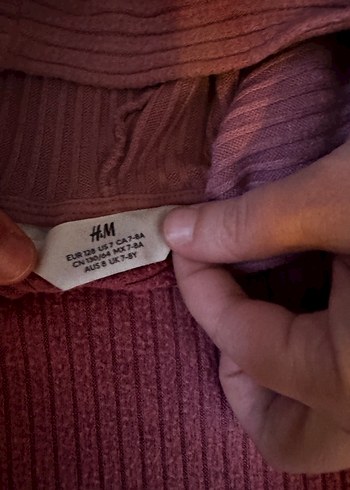 H&M
EUR 128 US 7 CA 7-8A
CN 130/64 MX 7-8A
AUS 8 UK 7-8Y